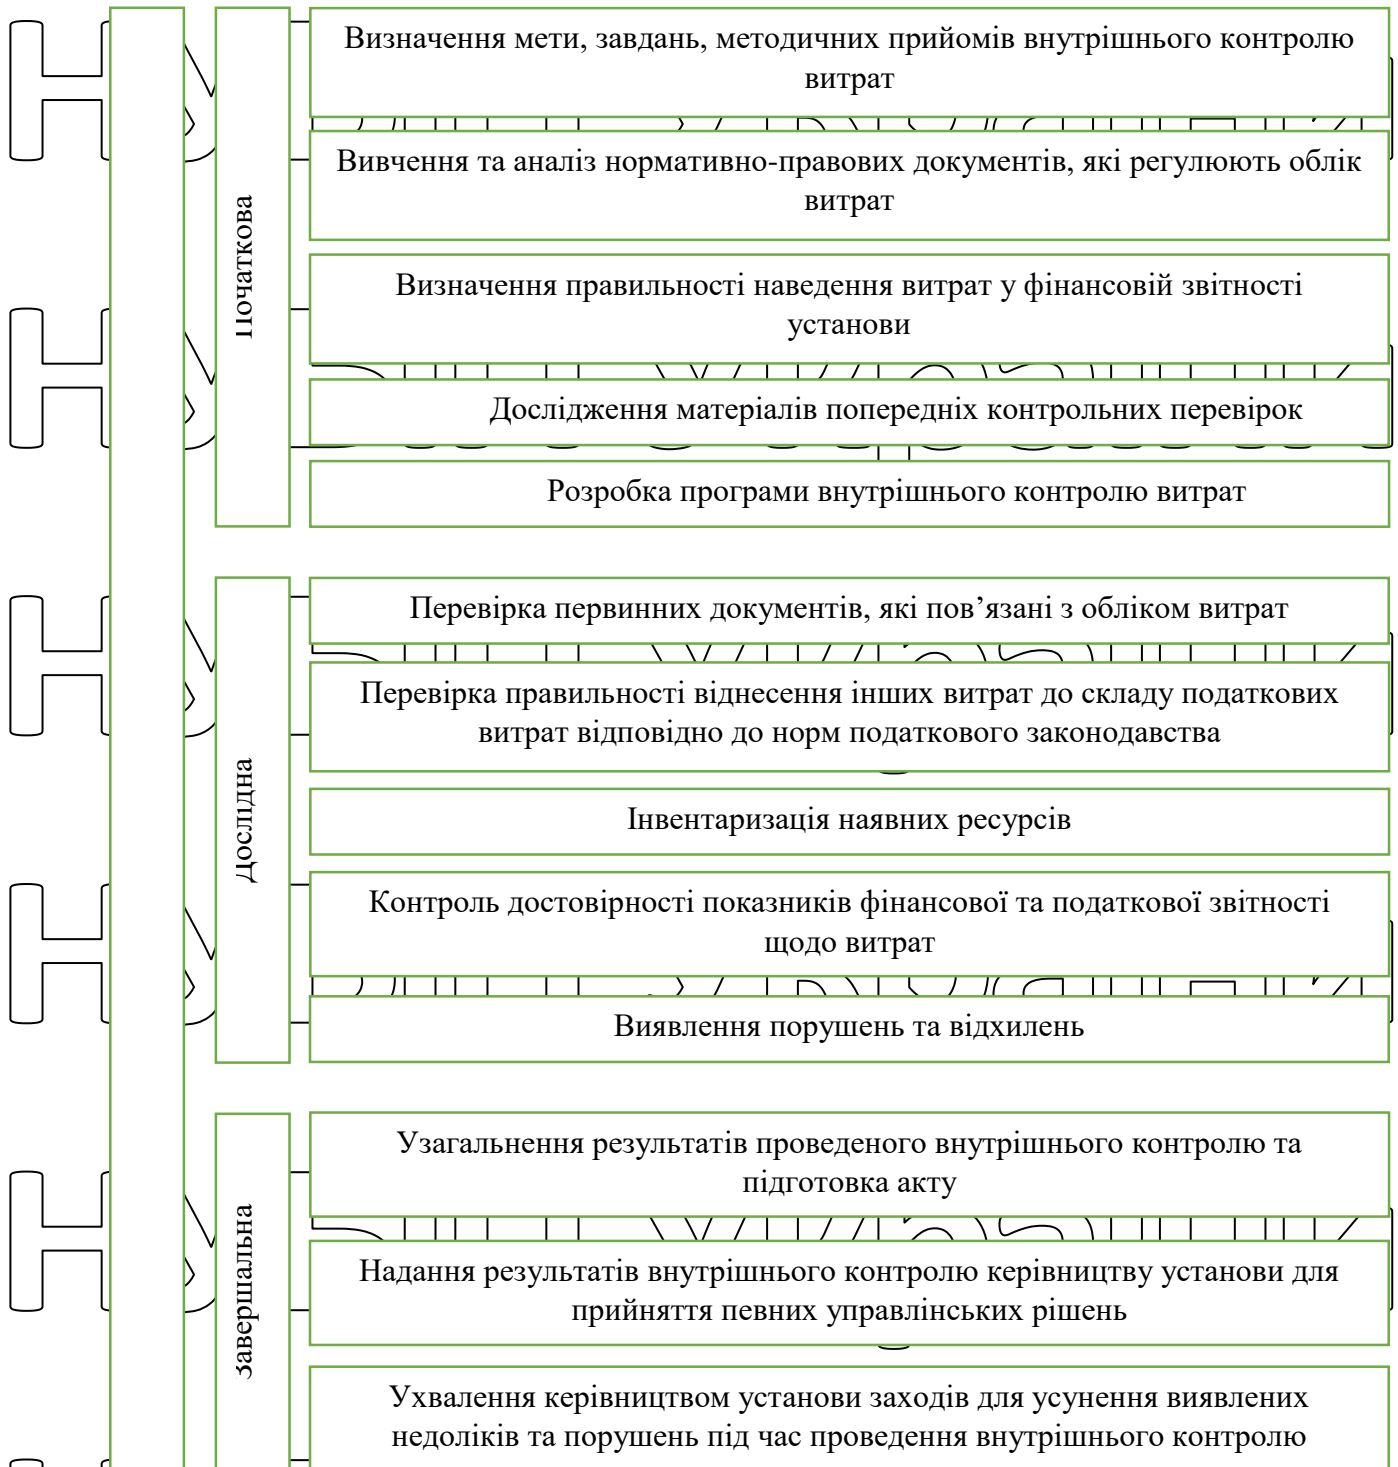 Початкова
Визначення мети, завдань, методичних прийомів внутрішнього контролю
витрат
Вивчення та аналіз нормативно-правових документів, які регулюють облік
витрат
Визначення правильності наведення витрат у фінансовій звітності
установи
Дослідження матеріалів попередніх контрольних перевірок
Розробка програми внутрішнього контролю витрат
Дослідна
Перевірка первинних документів, які пов’язані з обліком витрат
Перевірка правильності віднесення інших витрат до складу податкових
витрат відповідно до норм податкового законодавства
Інвентаризація наявних ресурсів
Контроль достовірності показників фінансової та податкової звітності
щодо витрат
Виявлення порушень та відхилень
Завершальна
Узагальнення результатів проведеного внутрішнього контролю та
підготовка акту
Надання результатів внутрішнього контролю керівництву установи для
прийняття певних управлінських рішень
Ухвалення керівництвом установи заходів для усунення виявлених
недоліків та порушень під час проведення внутрішнього контролю